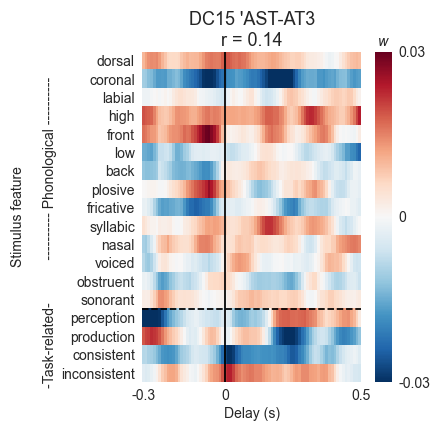 DC15 'AST-AT3
r = 0.14
w
dorsal
coronal
labial
high
front
low
back
plosive
fricative
syllabic
nasal
voiced
obstruent
sonorant
perception
production
consistent
inconsistent
Stimulus feature
-Task-related- ---------- Phonological ----------
0.03
0
-0.03
-0.3
0
0.5
Delay (s)